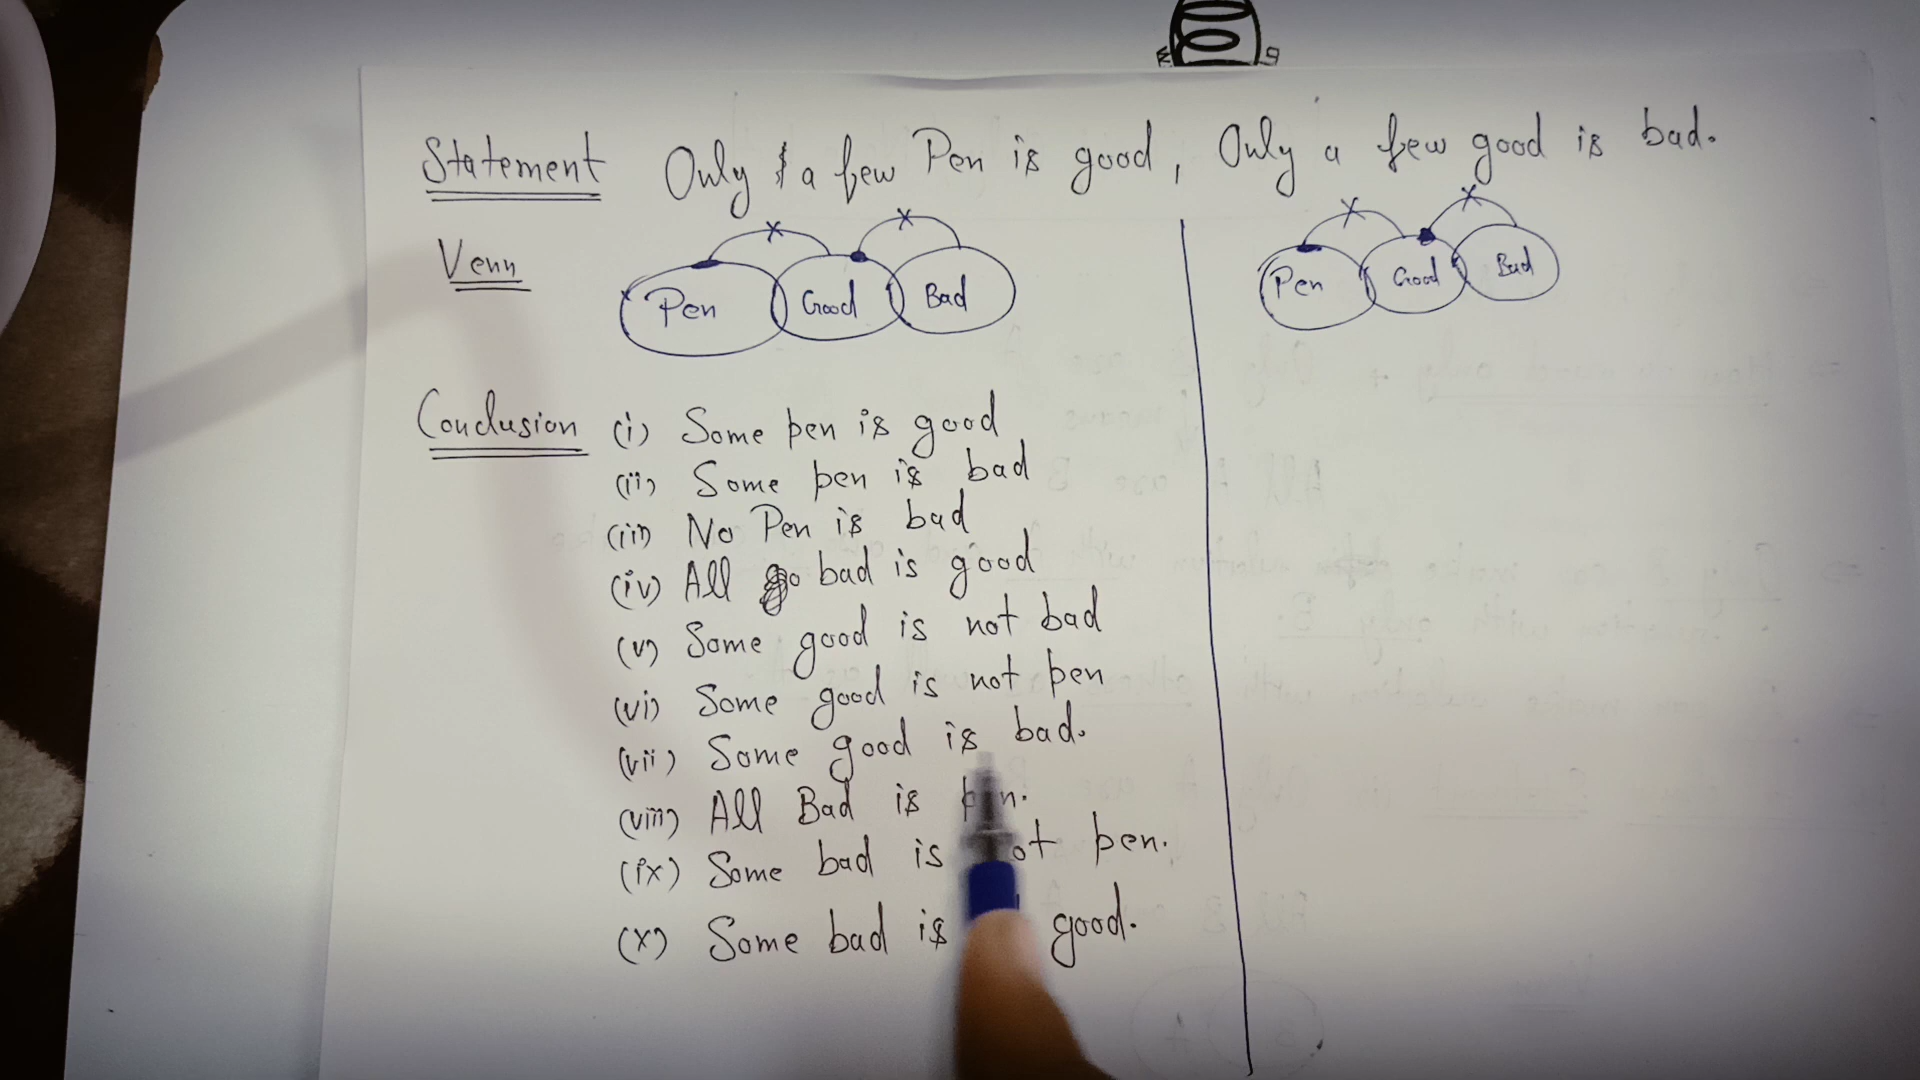 Statement Only a few Pen is good, Only a few good is bad.
Venn
Pen Good Bad
Pen Good Bad
Conclusion (i) Some pen is good
(ii) Some pen is bad
(iii) No Pen is bad
(iv) All bad is good
(v) Some good is not bad
(vi) Some good is not pen
(vii) Some good is bad.
(viii) All Bad is pen.
(ix) Some bad is not pen.
(x) Some bad is good.